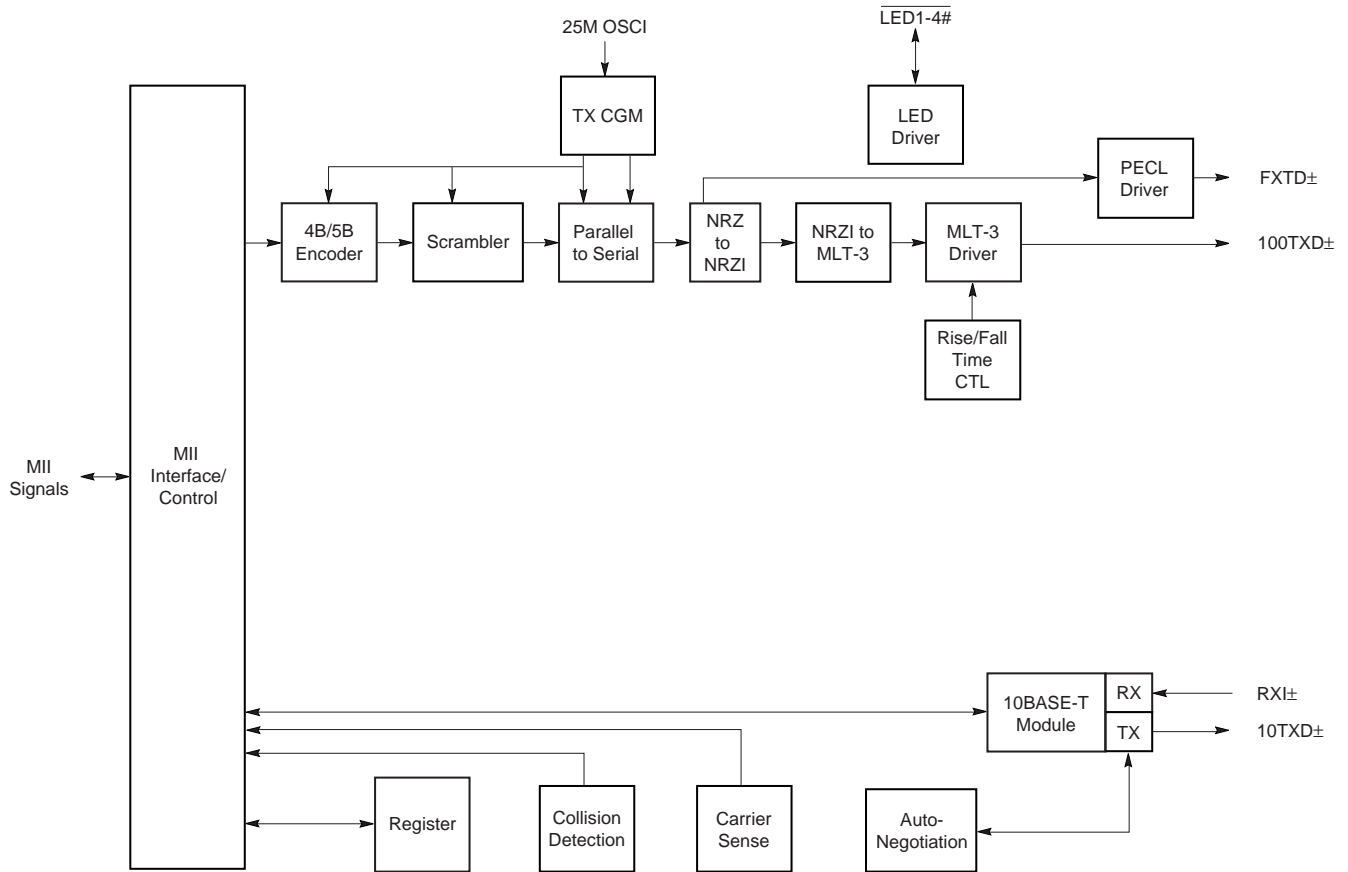 25M OSCI
LED1-4#
TX CGM
LED
Driver
PECL
Driver
FXTD±
4B/5B
Encoder
Scrambler
Parallel
to Serial
NRZ
to
NRZI
NRZI to
MLT-3
MLT-3
Driver
100TXD±
Rise/Fall
Time
CTL
MII
Signals
MII
Interface/
Control
10BASE-T
Module
RX
TX
RXI±
10TXD±
Register
Collision
Detection
Carrier
Sense
Auto-
Negotiation